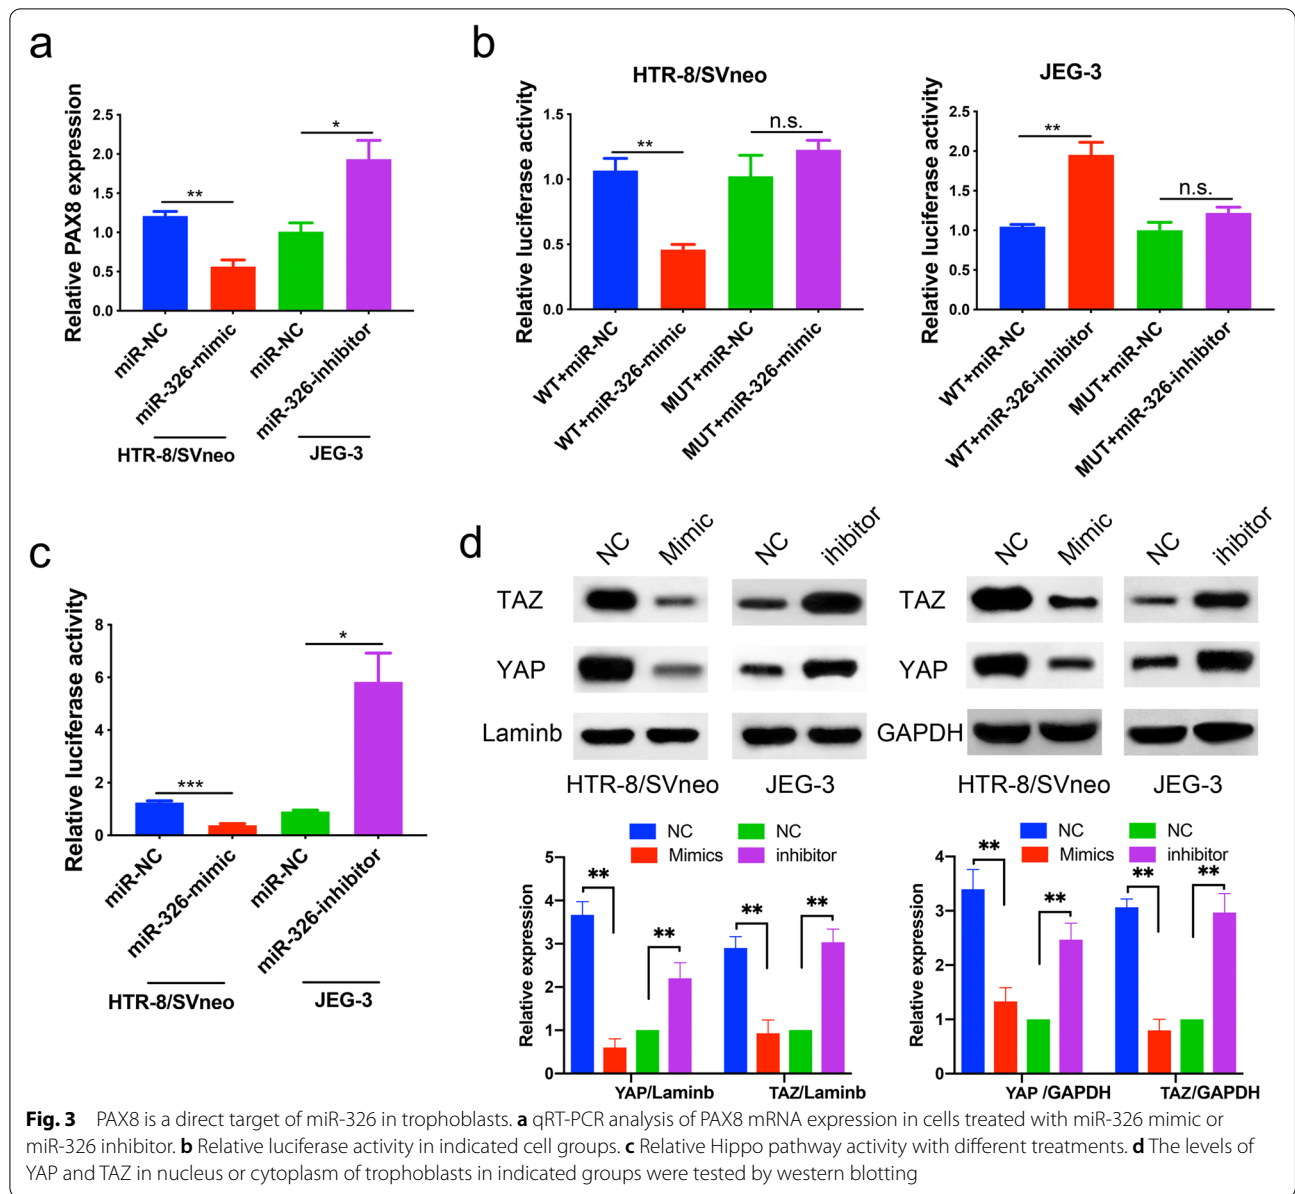 a
Relative PAX8 expression
2.5
2.0
1.5
1.0
0.5
0.0
**
*
miR-NC
miR-326-mimic
miR-NC
miR-326-inhibitor
HTR-8/SVneo
JEG-3
b
HTR-8/SVneo
Relative luciferase activity
1.5
1.0
0.5
0.0
**
n.s.
WT+miR-NC
WT+miR-326-mimic
MUT+miR-NC
MUT+miR-326-mimic
JEG-3
Relative luciferase activity
2.5
2.0
1.5
1.0
0.5
0.0
**
n.s.
WT+miR-NC
WT+miR-326-inhibitor
MUT+miR-NC
MUT+miR-326-inhibitor
c
Relative luciferase activity
8
6
4
2
0
***
*
miR-NC
miR-326-mimic
miR-NC
miR-326-inhibitor
HTR-8/SVneo
JEG-3
d
NC Mimic NC ihibitor
TAZ
YAP
Laminb
HTR-8/SVneo JEG-3
NC Mimic NC ihibitor
TAZ
YAP
GAPDH
HTR-8/SVneo JEG-3
NC NC
Mimics inhibitor
Relative expression
5
4
3
2
1
0
**
**
**
**
YAP/Laminb TAZ/Laminb
NC NC
Mimics inhibitor
Relative expression
4
3
2
1
0
**
**
**
**
YAP /GAPDH TAZ/GAPDH
Fig. 3 PAX8 is a direct target of miR-326 in trophoblasts. a qRT-PCR analysis of PAX8 mRNA expression in cells treated with miR-326 mimic or
miR-326 inhibitor. b Relative luciferase activity in indicated cell groups. c Relative Hippo pathway activity with different treatments. d The levels of
YAP and TAZ in nucleus or cytoplasm of trophoblasts in indicated groups were tested by western blotting